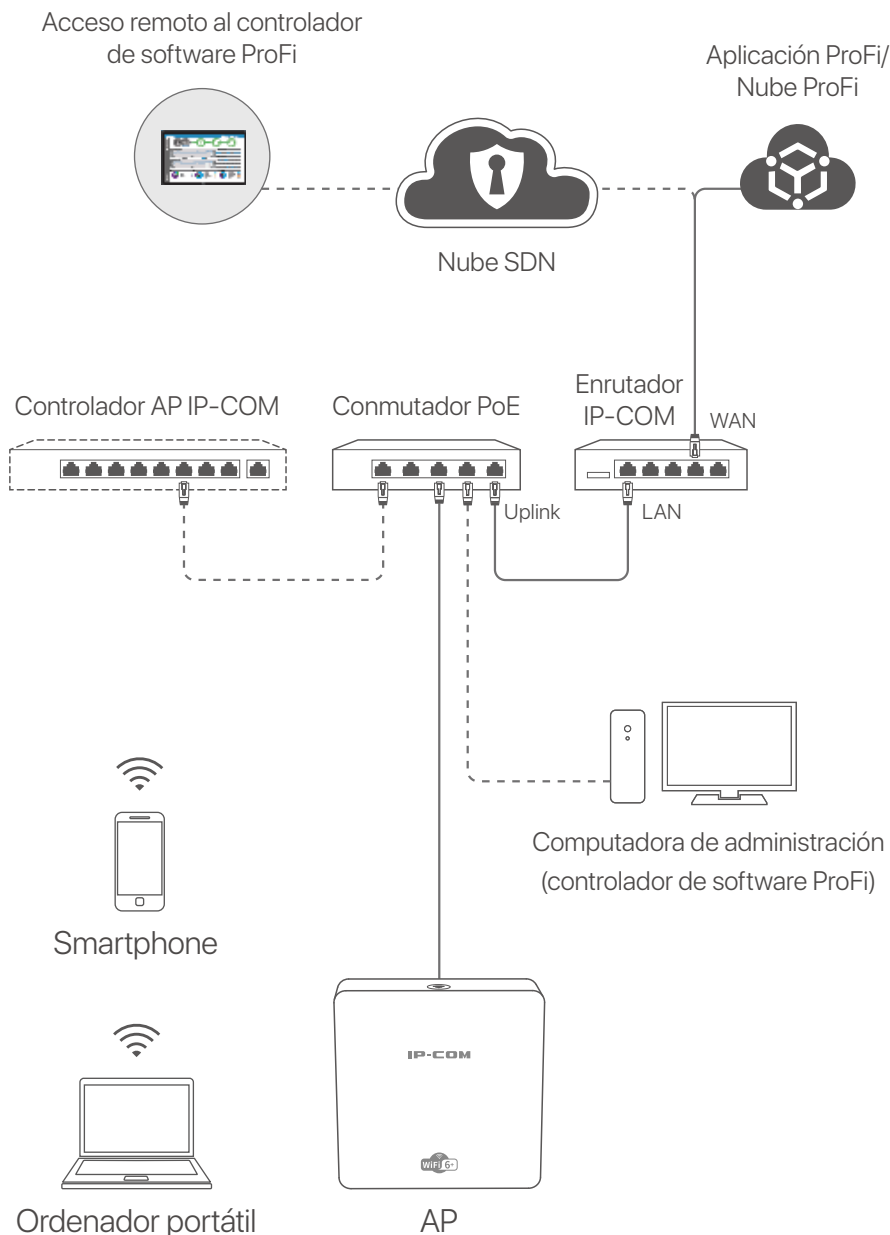 Acceso remoto al controlador
de software ProFi
Aplicación ProFi/
Nube ProFi
Nube SDN
Controlador AP IP-COM
Conmutador PoE
Enrutador
IP-COM
WAN
Uplink
LAN
Computadora de administración
(controlador de software ProFi)
Smartphone
IP-COM
WiFi 6+
Ordenador portátil
AP